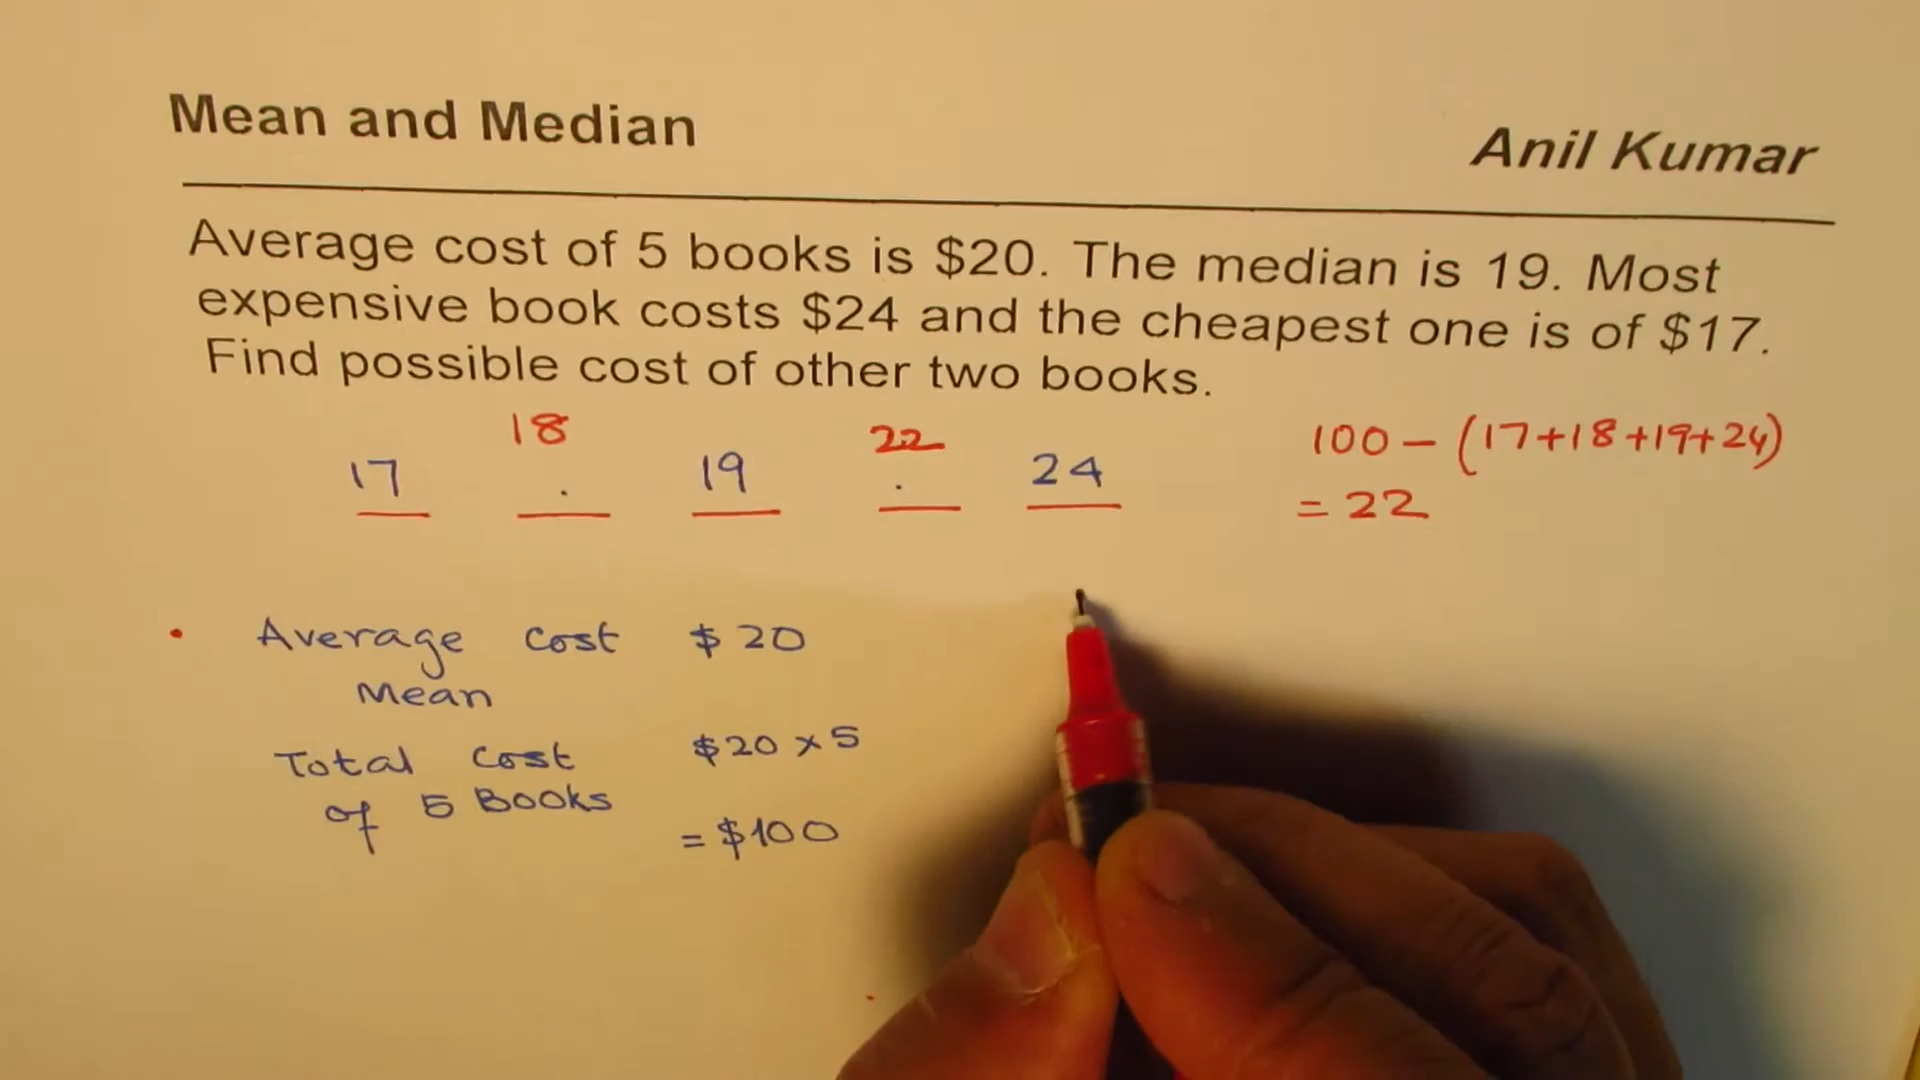 Mean and Median
Anil Kumar
Average cost of 5 books is $20. The median is 19. Most
expensive book costs $24 and the cheapest one is of $17.
Find possible cost of other two books.
17 18 19 22 24
100 - (17+18+19+24)
= 22
Average cost $20
Mean
Total cost $20 × 5
of 5 Books
= $100